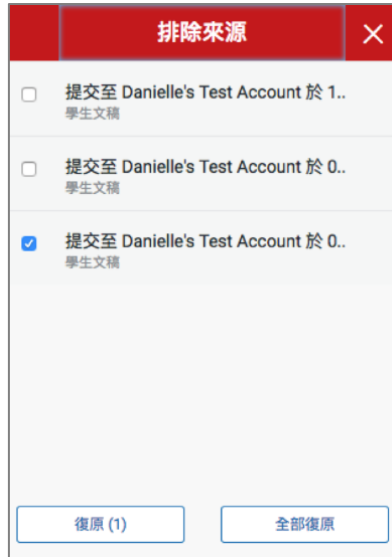 排除來源
提交至 Danielle's Test Account 於 1..
學生文稿
提交至 Danielle's Test Account 於 0..
學生文稿
提交至 Danielle's Test Account 於 0..
學生文稿
復原 (1)
全部復原